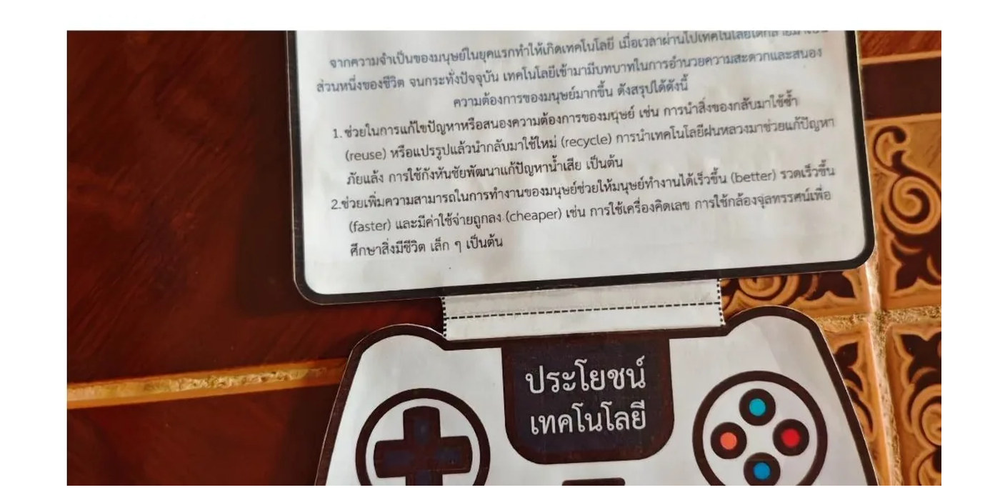 จากความจำเป็นของมนุษย์ในยุคแรกทำให้เกิดเทคโนโลยี เมื่อเวลาผ่านไปเทคโนโลยีได้กลายมาเป็น
ส่วนหนึ่งของชีวิต จนกระทั่งปัจจุบัน เทคโนโลยีเข้ามามีบทบาทในการอำนวยความสะดวกและสนอง
ความต้องการของมนุษย์มากขึ้น ดังสรุปได้ดังนี้
1. ช่วยในการแก้ไขปัญหาหรือสนองความต้องการของมนุษย์ เช่น การนำสิ่งของกลับมาใช้ซ้ำ
(reuse) หรือแปรรูปแล้วนำกลับมาใช้ใหม่ (recycle) การนำเทคโนโลยีฝนหลวงมาช่วยแก้ปัญหา
ภัยแล้ง การใช้กังหันชัยพัฒนาแก้ปัญหาน้ำเสีย เป็นต้น
2.ช่วยเพิ่มความสามารถในการทำงานของมนุษย์ช่วยให้มนุษย์ทำงานได้เร็วขึ้น (better) รวดเร็วขึ้น
(faster) และมีค่าใช้จ่ายถูกลง (cheaper) เช่น การใช้เครื่องคิดเลข การใช้กล้องจุลทรรศน์เพื่อ
ศึกษาสิ่งมีชีวิต เล็ก ๆ เป็นต้น
ประโยชน์
เทคโนโลยี